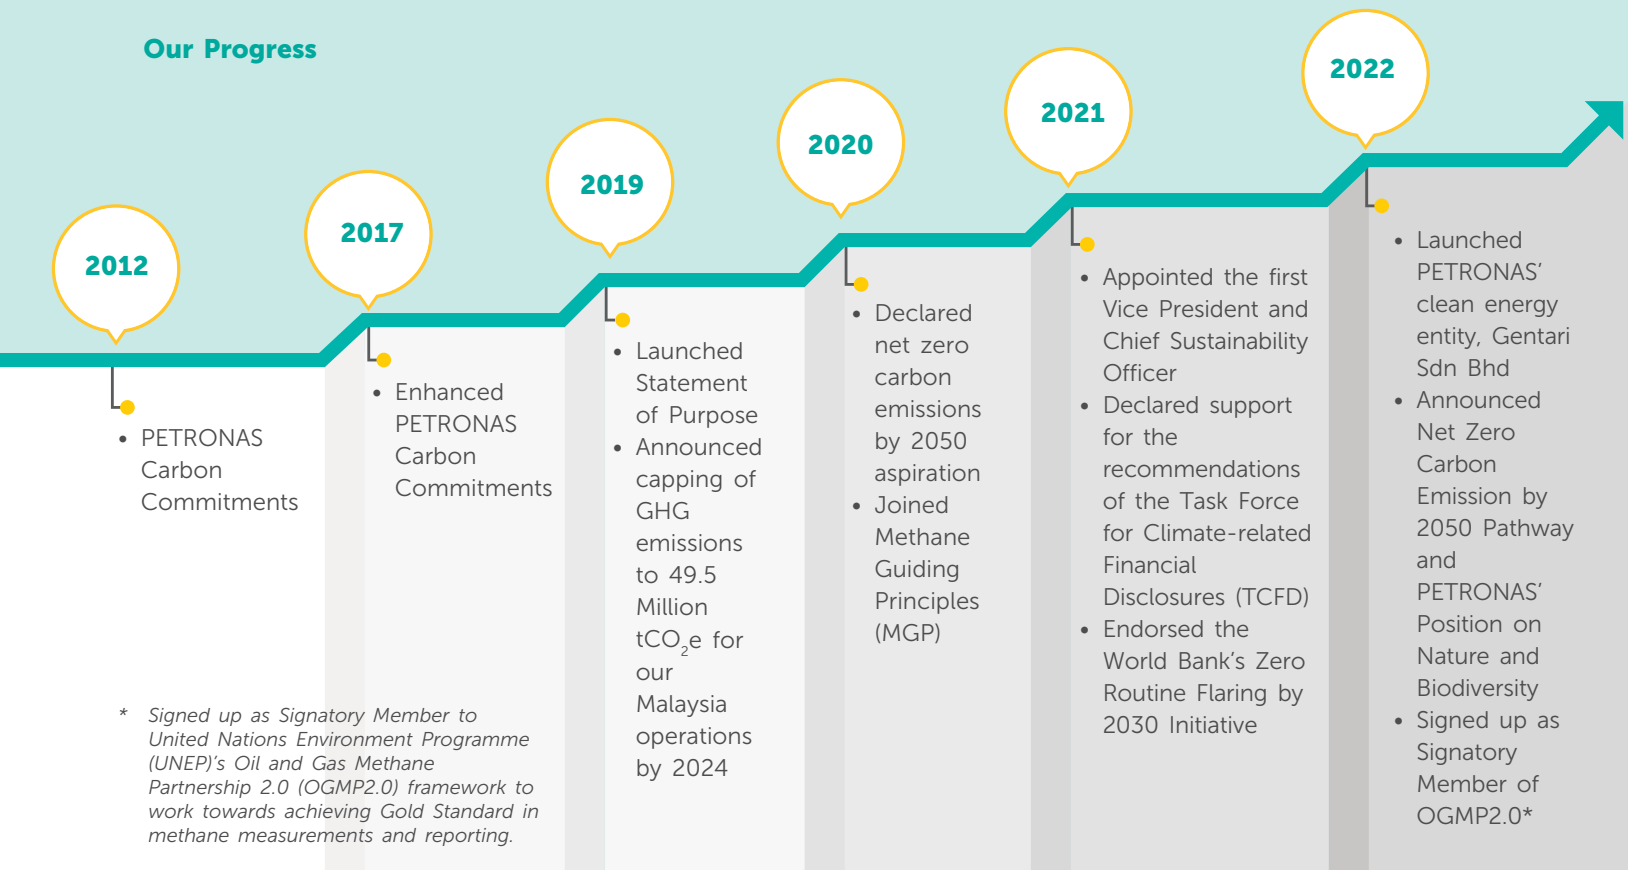 Our Progress
2012
• PETRONAS
Carbon
Commitments
2017
• Enhanced
PETRONAS
Carbon
Commitments
2019
• Launched
Statement
of Purpose
• Announced
capping of
GHG
emissions
to 49.5
Million
tCO₂e for
our
Malaysia
operations
by 2024
2020
• Declared
net zero
carbon
emissions
by 2050
aspiration
• Joined
Methane
Guiding
Principles
(MGP)
2021
• Appointed the first
Vice President and
Chief Sustainability
Officer
• Declared support
for the
recommendations
of the Task Force
for Climate-related
Financial
Disclosures (TCFD)
• Endorsed the
World Bank’s Zero
Routine Flaring by
2030 Initiative
2022
• Launched
PETRONAS’
clean energy
entity, Gentari
Sdn Bhd
• Announced
Net Zero
Carbon
Emission by
2050 Pathway
and
PETRONAS’
Position on
Nature and
Biodiversity
• Signed up as
Signatory
Member of
OGMP2.0*
* Signed up as Signatory Member to
United Nations Environment Programme
(UNEP)’s Oil and Gas Methane
Partnership 2.0 (OGMP2.0) framework to
work towards achieving Gold Standard in
methane measurements and reporting.